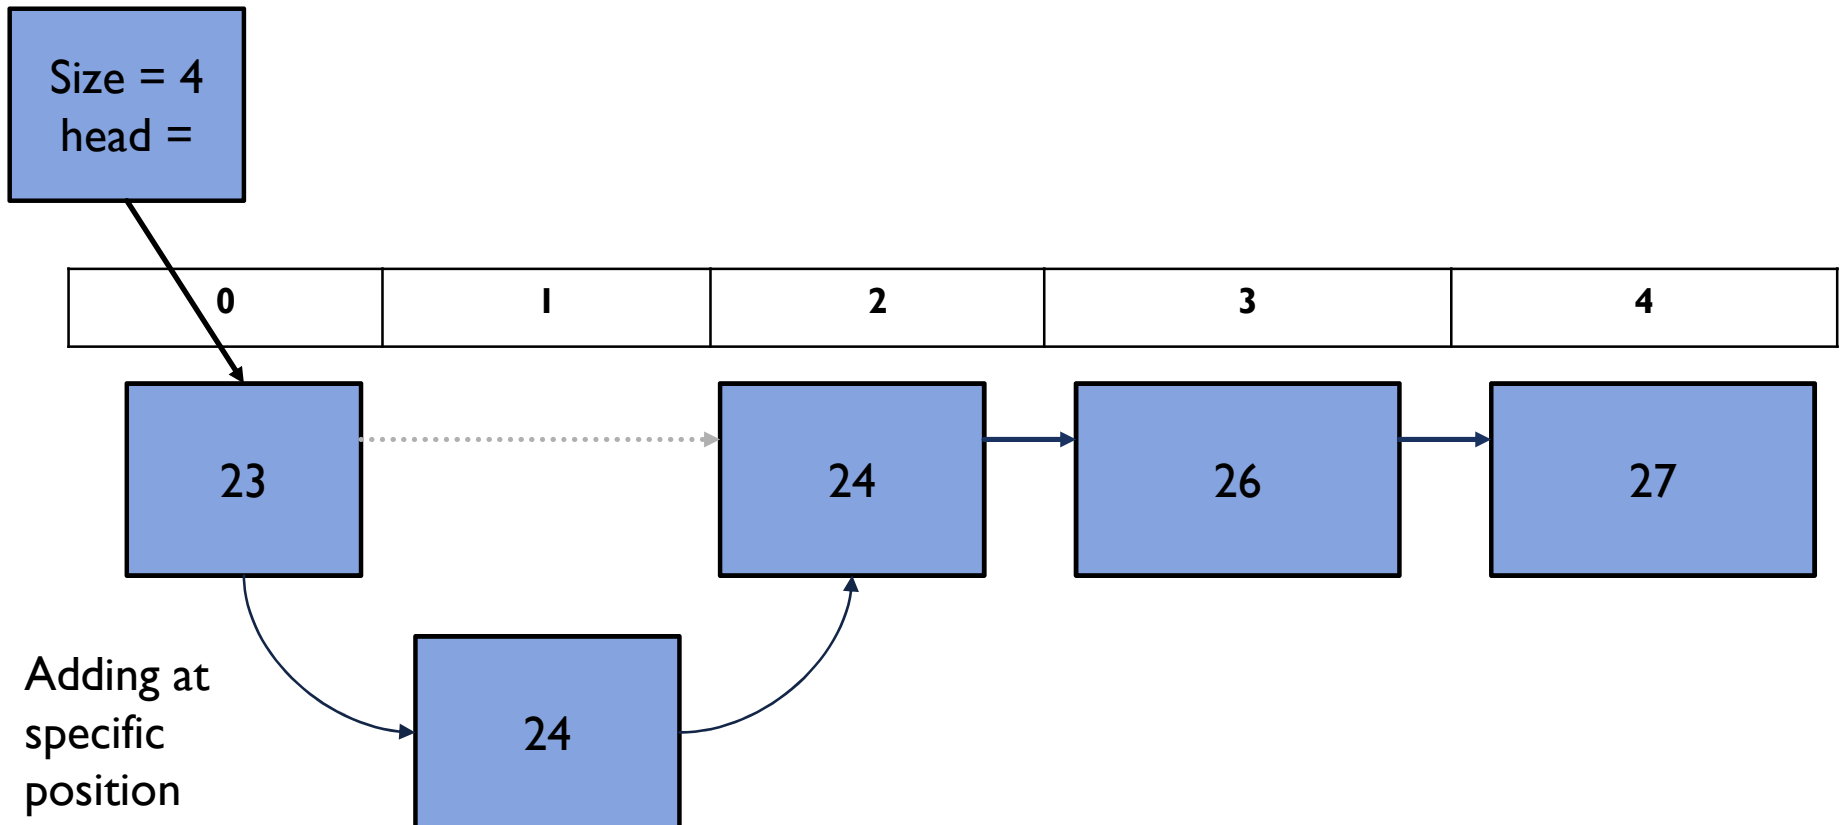 Size = 4
head =
0 1 2 3 4
23 24 26 27
24
Adding at
specific
position